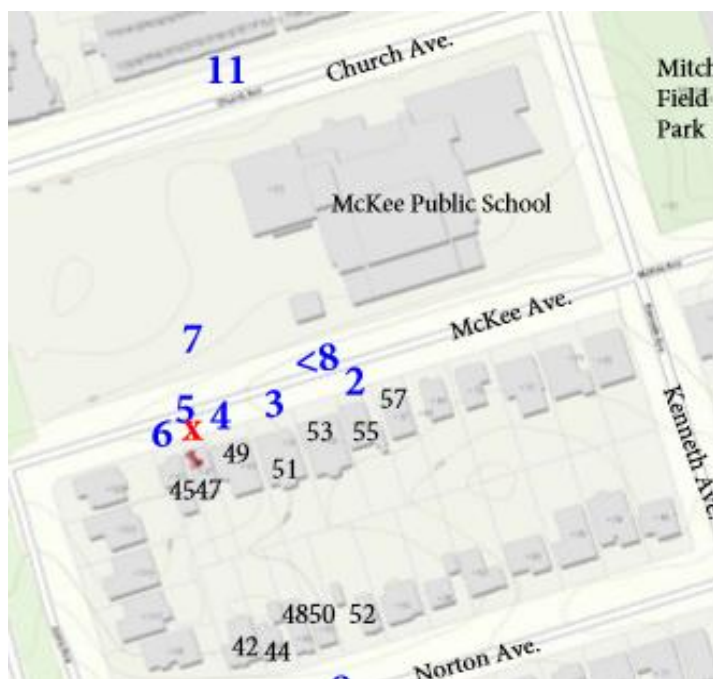 11
Church Ave.
Mitch
Field
Park
McKee Public School
7
<8
McKee Ave.
2
3
5
4
57
6
X
53
55
49
51
4547
Kenneth Ave.
4850
52
42
44
Norton Ave.